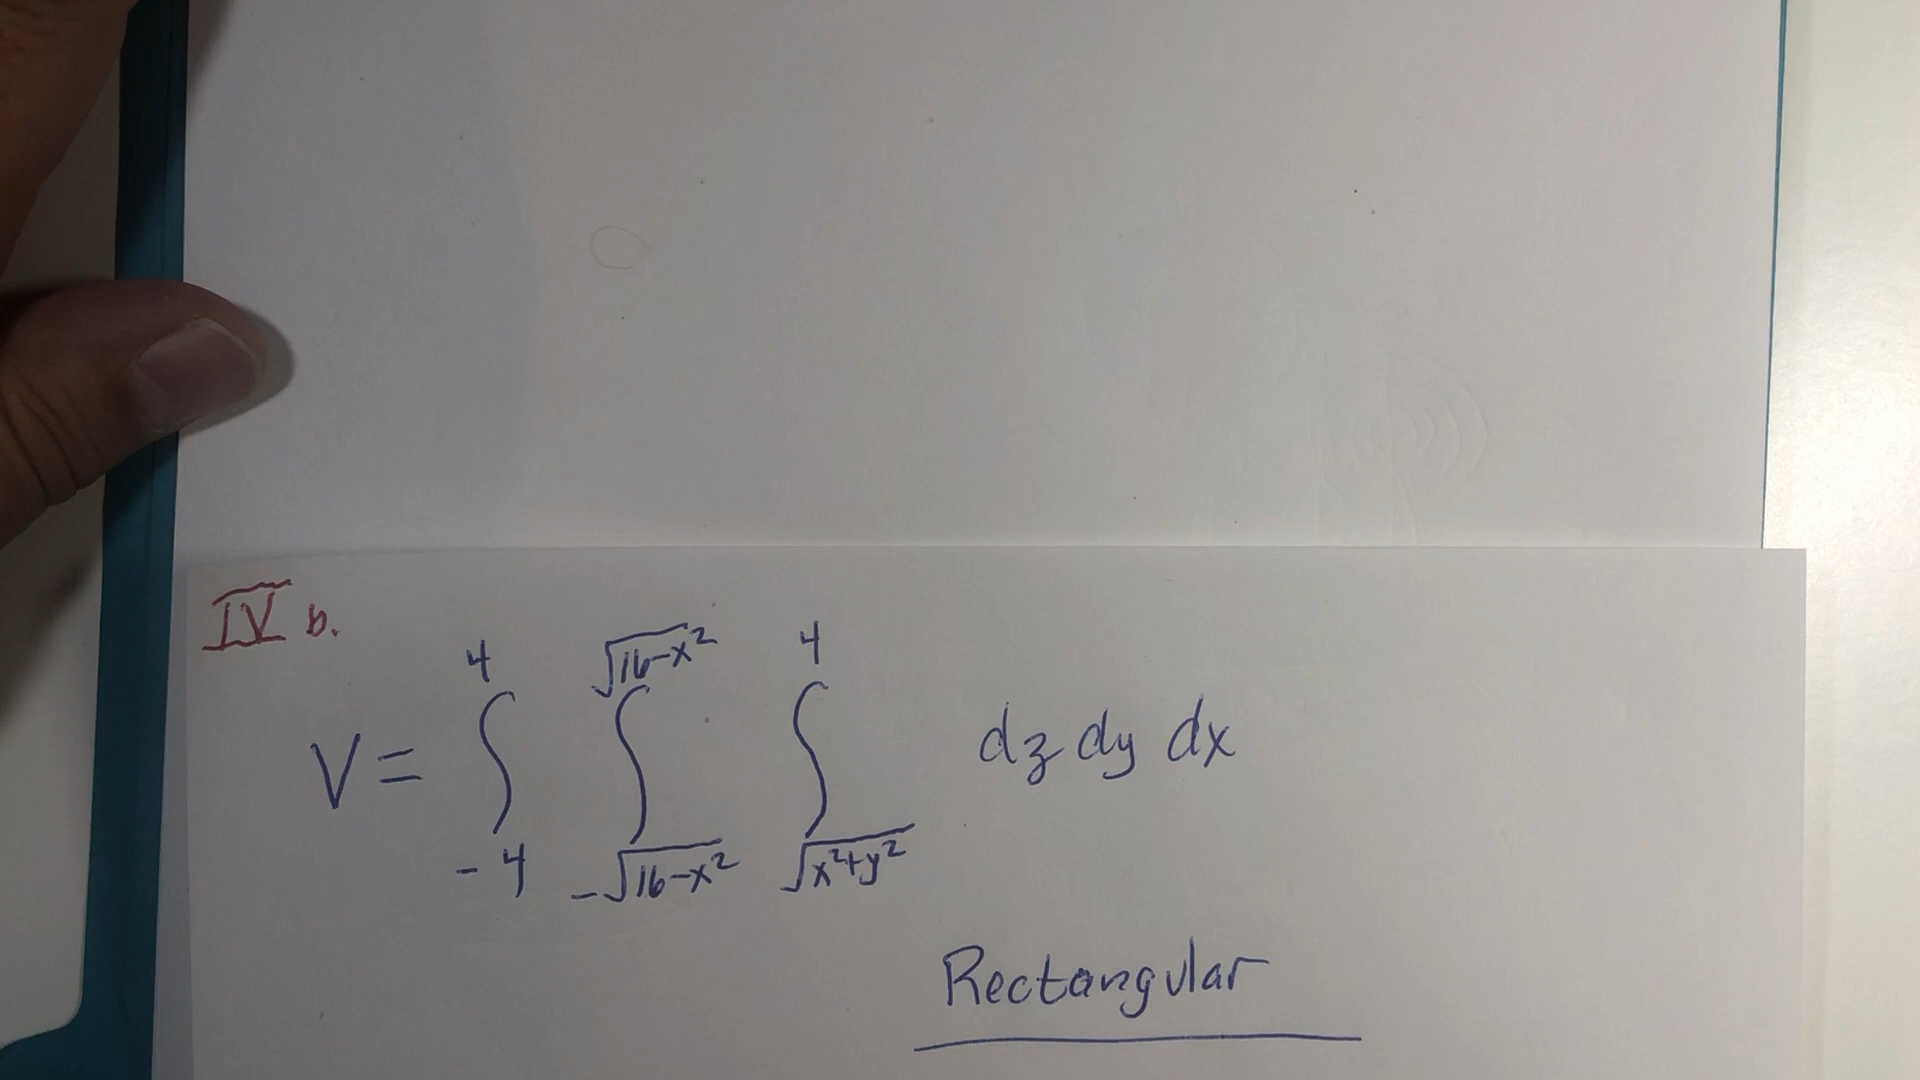 IV b.
V = ∫_{-4}^{4} ∫_{-√(16-x²)}^{√(16-x²)} ∫_{√(x²+y²)}^{4} dz dy dx
Rectangular